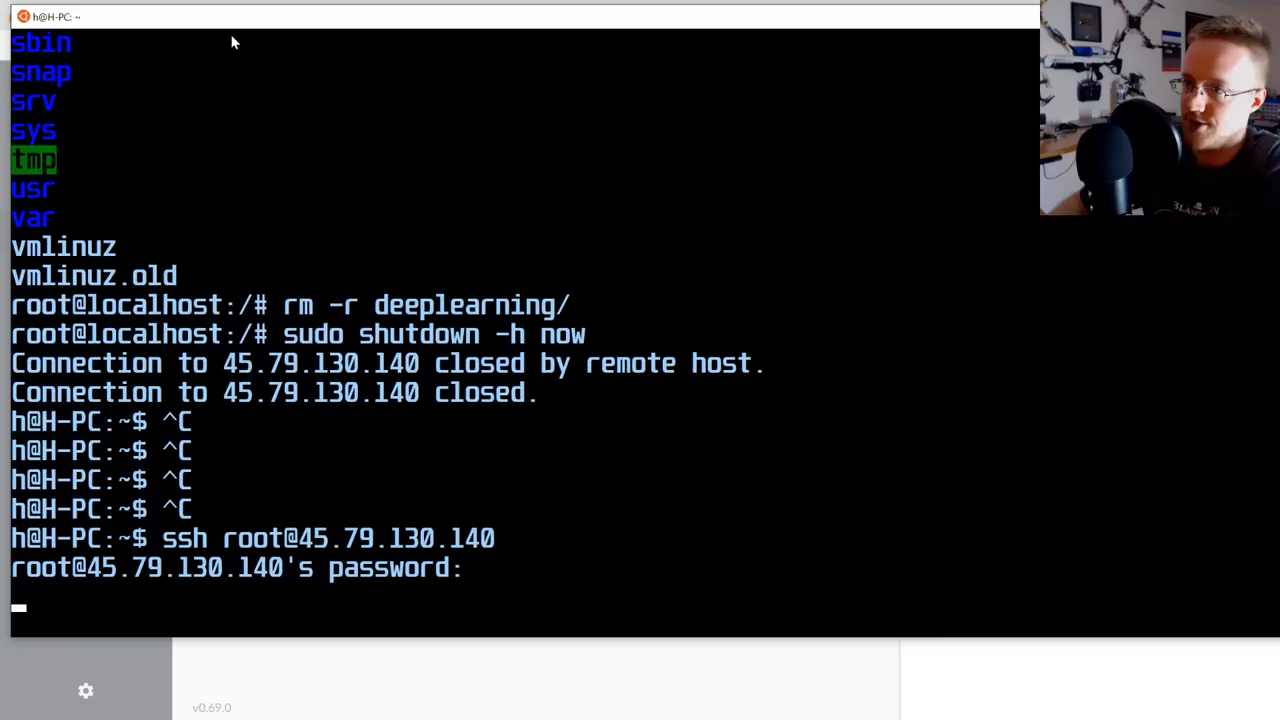 h@H-PC: ~
sbin
snap
srv
sys
tmp
usr
var
vmlinuz
vmlinuz.old
root@localhost:/# rm -r deeplearning/
root@localhost:/# sudo shutdown -h now
Connection to 45.79.130.140 closed by remote host.
Connection to 45.79.130.140 closed.
h@H-PC:~$ ^C
h@H-PC:~$ ^C
h@H-PC:~$ ^C
h@H-PC:~$ ^C
h@H-PC:~$ ssh root@45.79.130.140
root@45.79.130.140's password:
v0.69.0